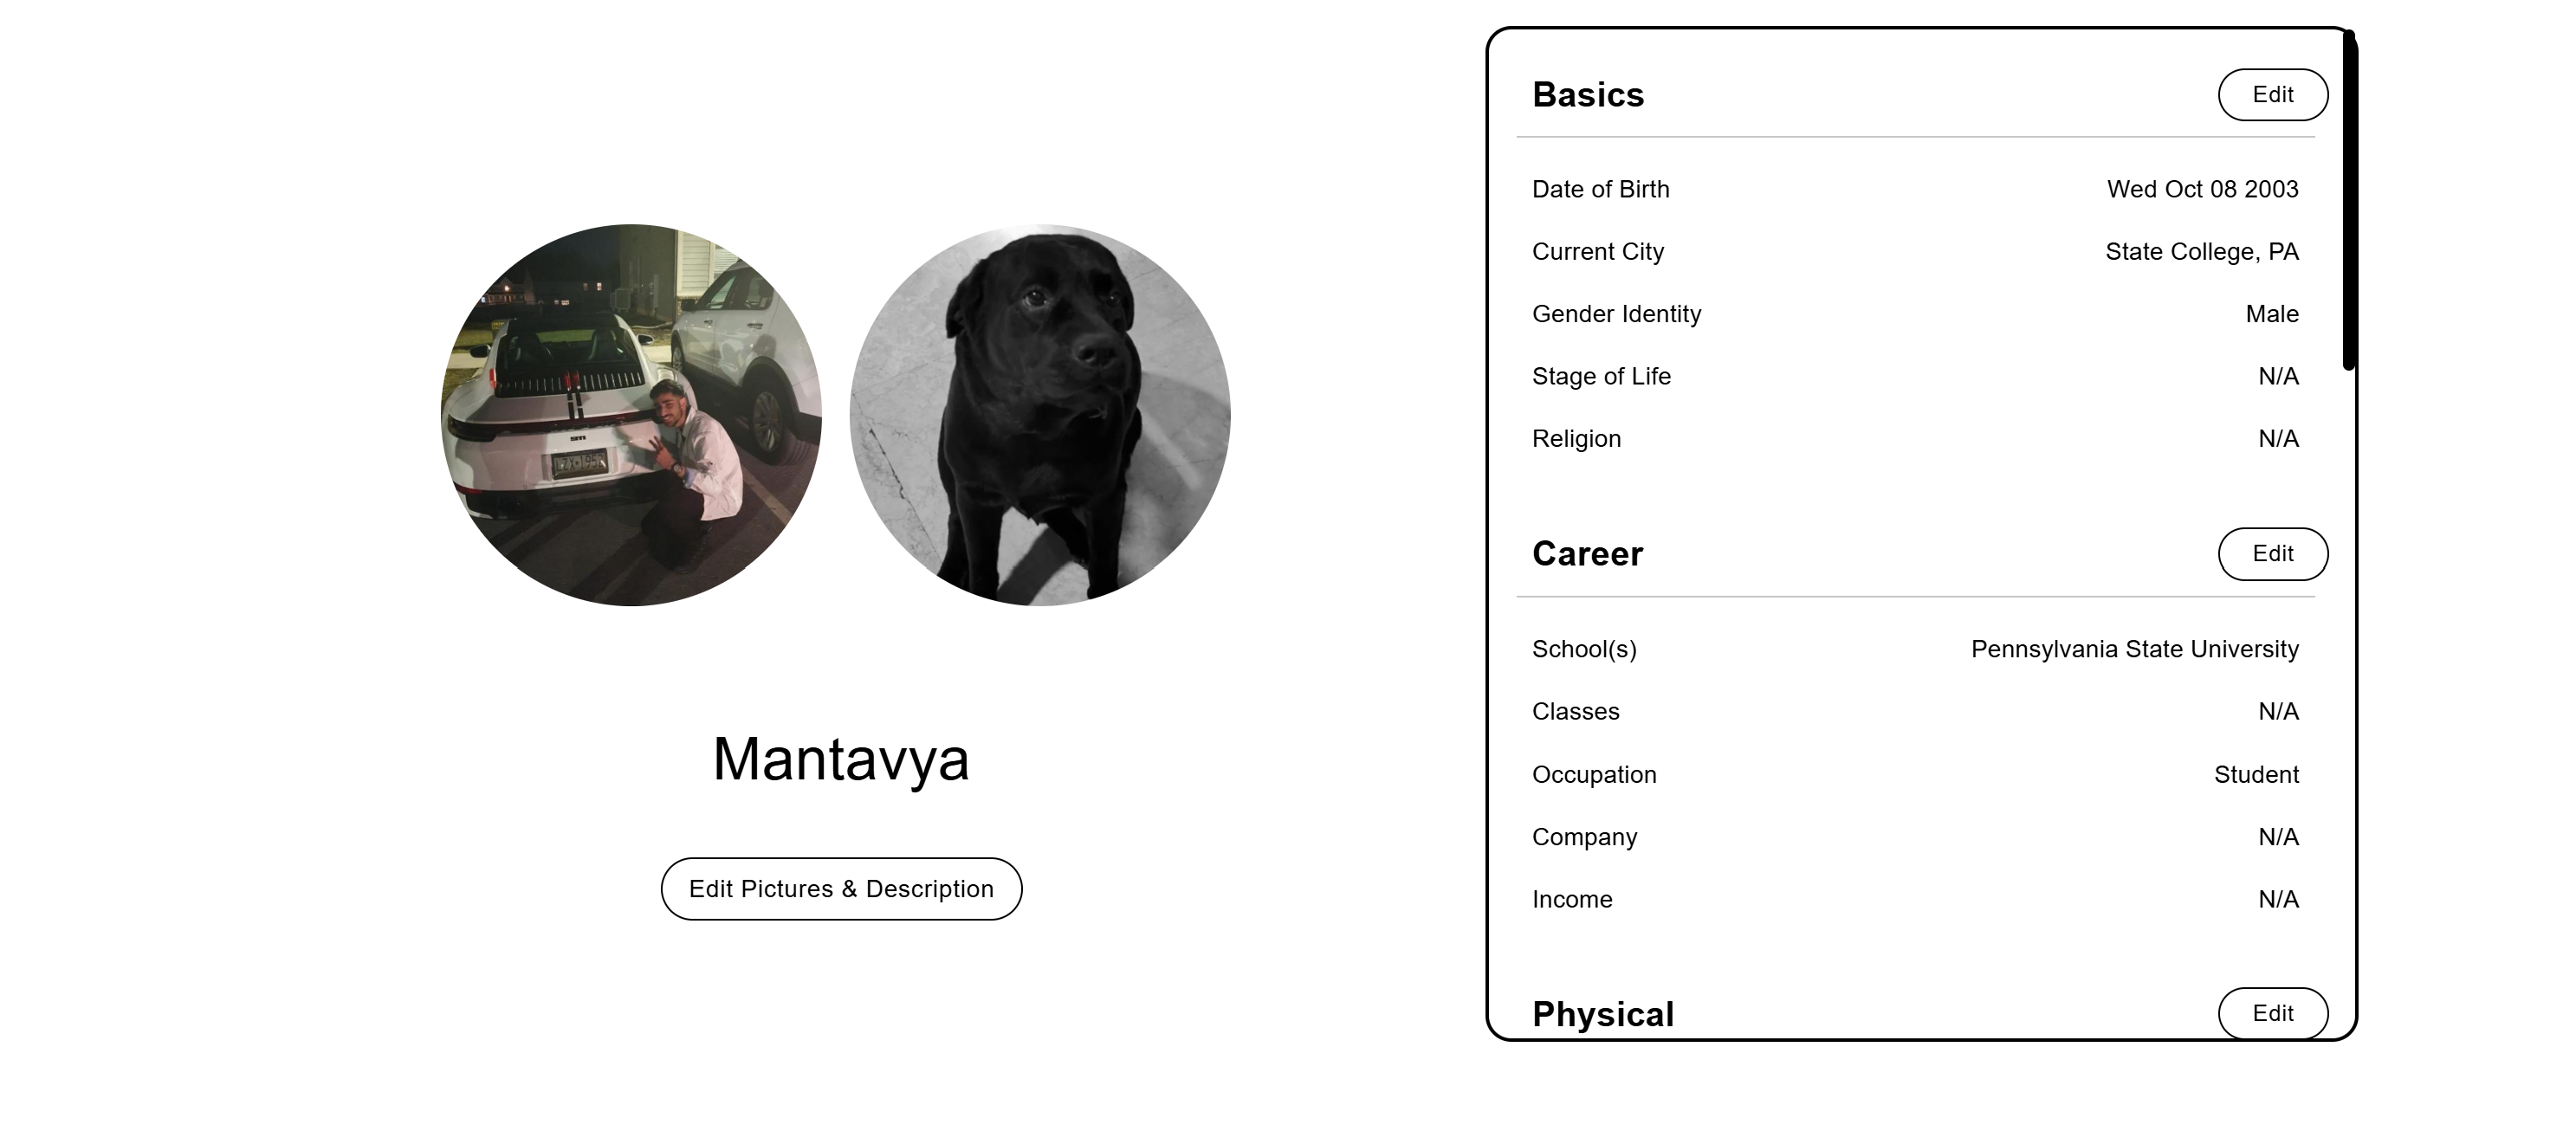 Mantavya
Edit Pictures & Description
Basics
Edit
Date of Birth Wed Oct 08 2003
Current City State College, PA
Gender Identity Male
Stage of Life N/A
Religion N/A
Career
Edit
School(s) Pennsylvania State University
Classes N/A
Occupation Student
Company N/A
Income N/A
Physical
Edit